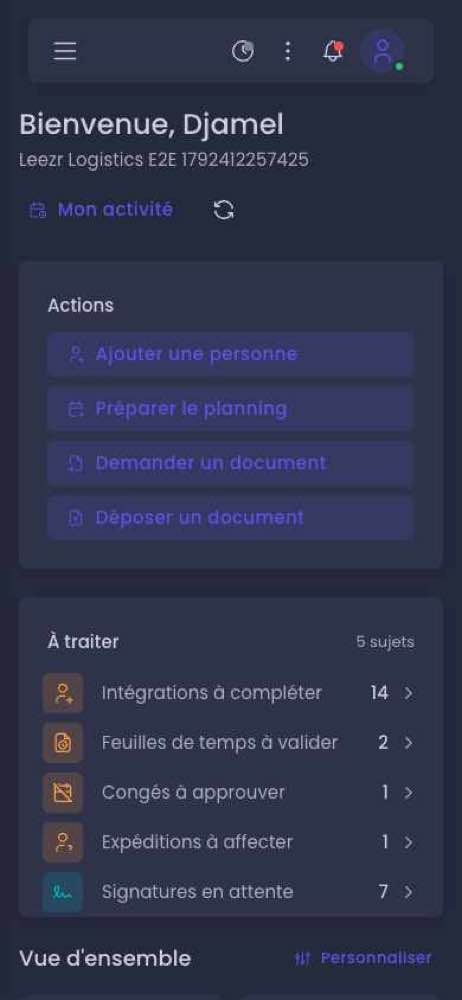 Bienvenue, Djamel
Leezr Logistics E2E 1792412257425
Mon activité
Actions
Ajouter une personne
Préparer le planning
Demander un document
Déposer un document
À traiter 5 sujets
Intégrations à compléter 14
Feuilles de temps à valider 2
Congés à approuver 1
Expéditions à affecter 1
Signatures en attente 7
Vue d'ensemble Personnaliser